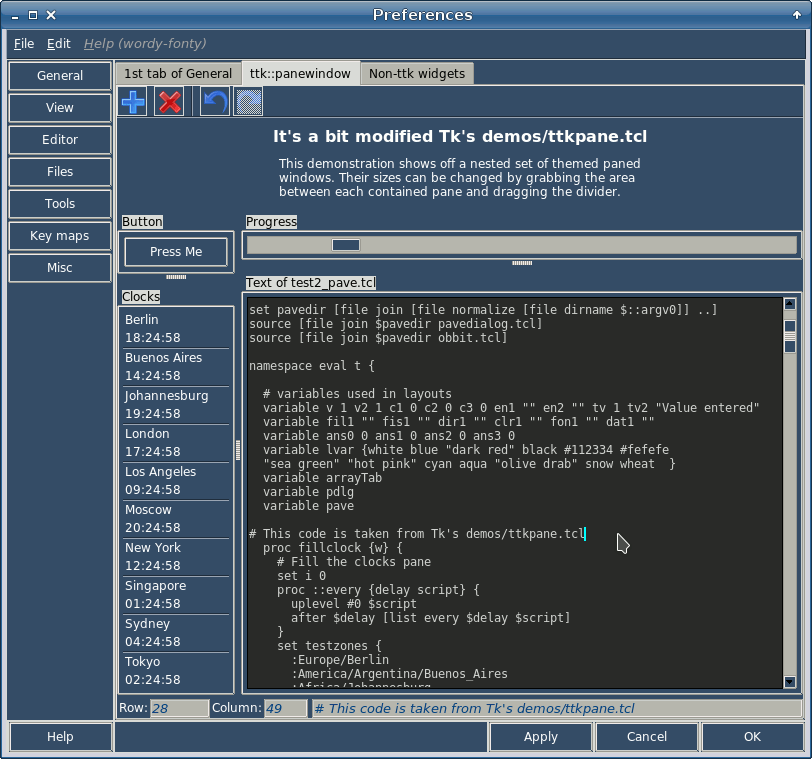 Preferences
File Edit Help (wordy-fonty)
General
View
Editor
Files
Tools
Key maps
Misc
1st tab of General ttk::panewindow Non-ttk widgets
It's a bit modified Tk's demos/ttkpane.tcl
This demonstration shows off a nested set of themed paned
windows. Their sizes can be changed by grabbing the area
between each contained pane and dragging the divider.
Button
Press Me
Progress
Clocks
Berlin
18:24:58
Buenos Aires
14:24:58
Johannesburg
19:24:58
London
17:24:58
Los Angeles
09:24:58
Moscow
20:24:58
New York
12:24:58
Singapore
01:24:58
Sydney
04:24:58
Tokyo
02:24:58
Text of test2_pave.tcl
set pavedir [file join [file normalize [file dirname $::argv0]] ..]
source [file join $pavedir pavedialog.tcl]
source [file join $pavedir obbit.tcl]
namespace eval t {
# variables used in layouts
variable v 1 v2 1 c1 0 c2 0 c3 0 en1 "" en2 "" tv 1 tv2 "Value entered"
variable fil1 "" fis1 "" dir1 "" clr1 "" fon1 "" dat1 ""
variable ans0 0 ans1 0 ans2 0 ans3 0
variable lvar {white blue "dark red" black #112334 #fefefe
"sea green" "hot pink" cyan aqua "olive drab" snow wheat }
variable arrayTab
variable pdlg
variable pave
# This code is taken from Tk's demos/ttkpane.tcl
proc fillclock {w} {
# Fill the clocks pane
set i 0
proc ::every {delay script} {
uplevel #0 $script
after $delay [list every $delay $script]
}
set testzones {
:Europe/Berlin
:America/Argentina/Buenos_Aires
:Africa/Johannesburg
Row: 28 Column: 49 # This code is taken from Tk's demos/ttkpane.tcl
Help Apply Cancel OK